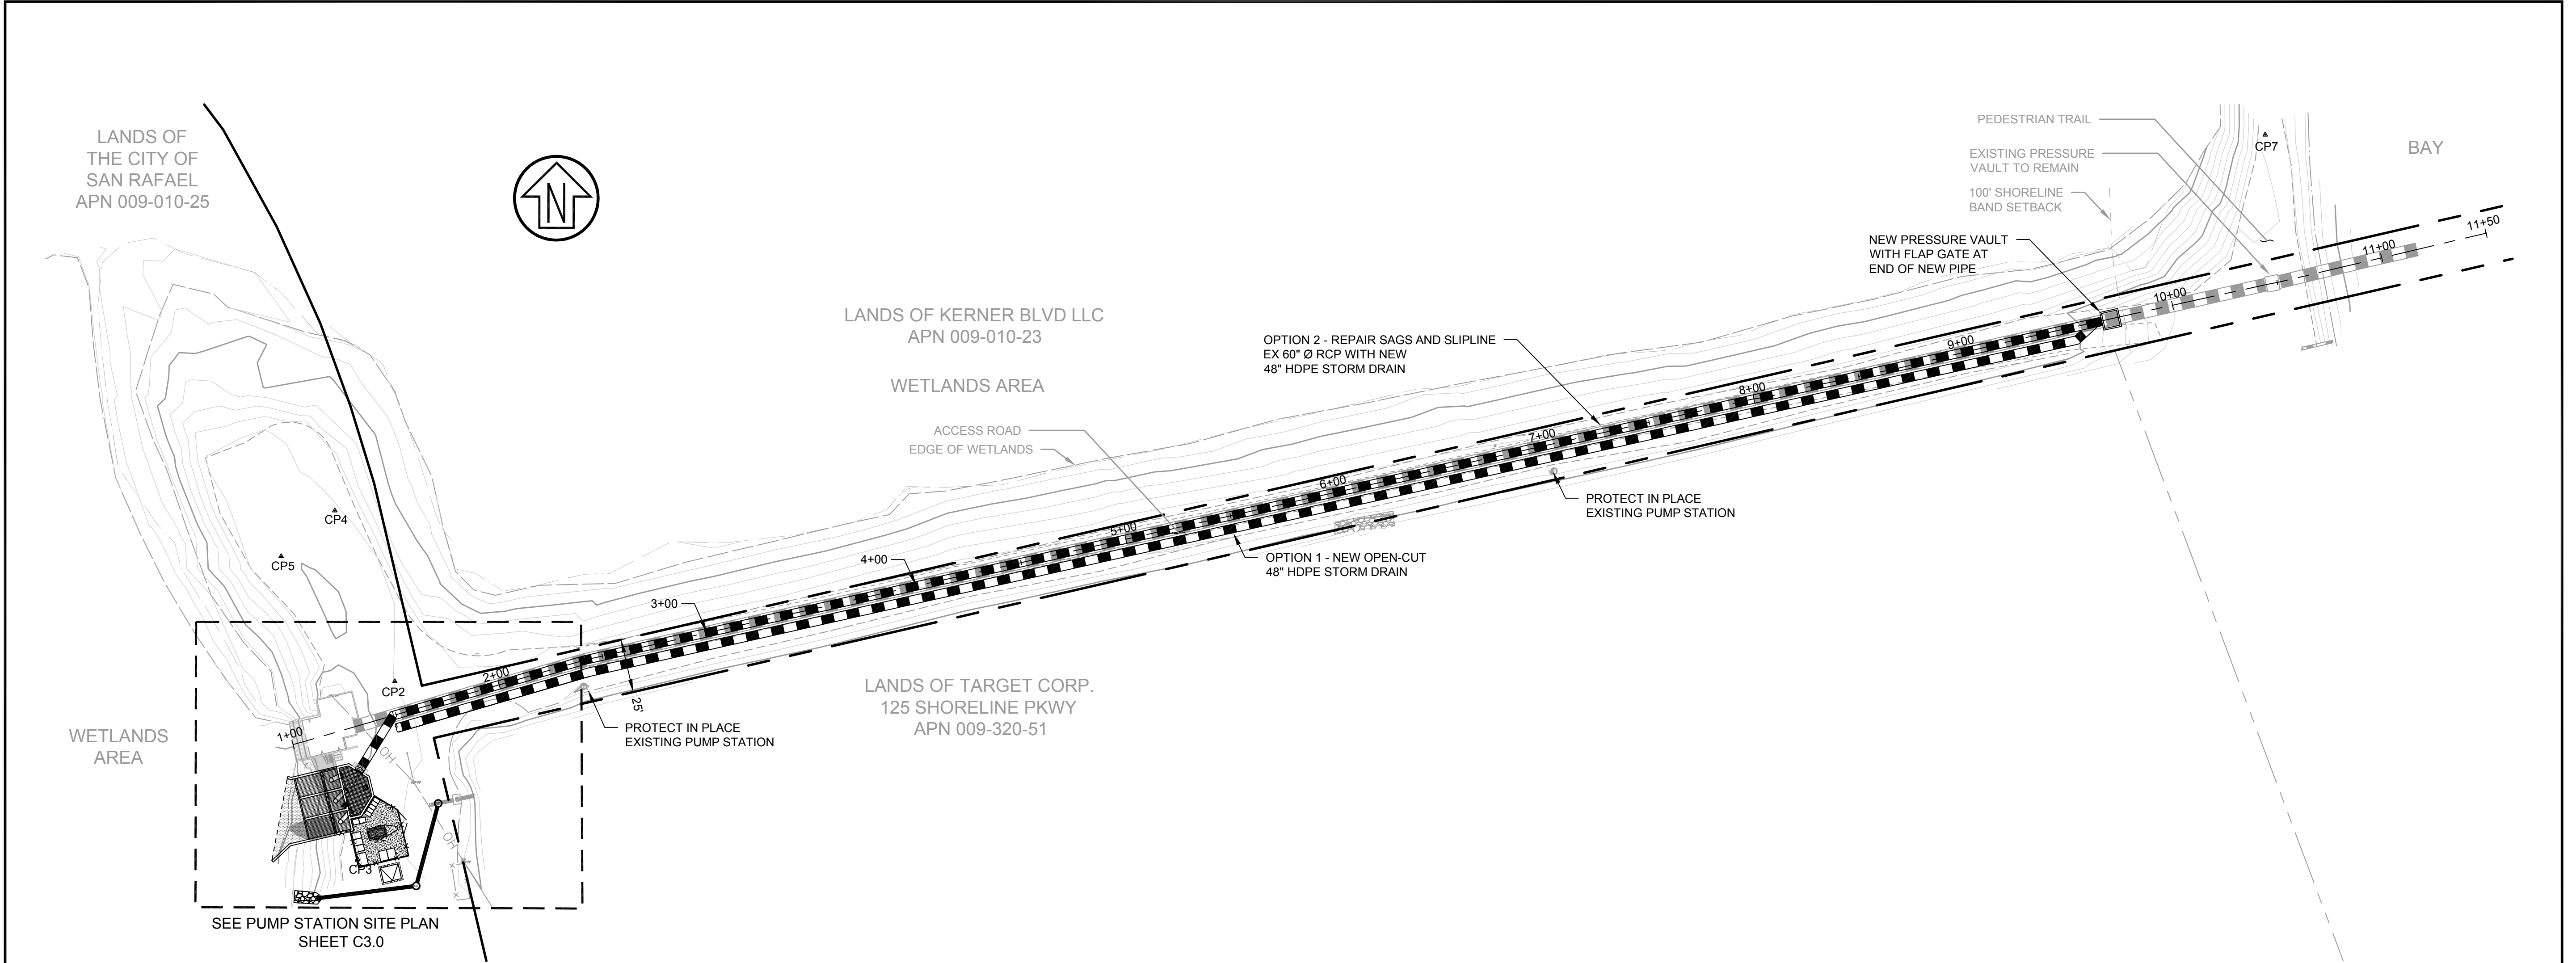 LANDS OF
THE CITY OF
SAN RAFAEL
APN 009-010-25
N
PEDESTRIAN TRAIL
EXISTING PRESSURE
VAULT TO REMAIN
100' SHORELINE
BAND SETBACK
CP7
BAY
NEW PRESSURE VAULT
WITH FLAP GATE AT
END OF NEW PIPE
11+50
11+00
10+00
LANDS OF KERNER BLVD LLC
APN 009-010-23
WETLANDS AREA
OPTION 2 - REPAIR SAGS AND SLIPLINE
EX 60" Ø RCP WITH NEW
48" HDPE STORM DRAIN
9+00
8+00
7+00
6+00
5+00
ACCESS ROAD
EDGE OF WETLANDS
PROTECT IN PLACE
EXISTING PUMP STATION
OPTION 1 - NEW OPEN-CUT
48" HDPE STORM DRAIN
4+00
3+00
CP4
CP5
CP2
2+00
25'
1+00
LANDS OF TARGET CORP.
125 SHORELINE PKWY
APN 009-320-51
PROTECT IN PLACE
EXISTING PUMP STATION
WETLANDS
AREA
OH
OH
CP3
SEE PUMP STATION SITE PLAN
SHEET C3.0